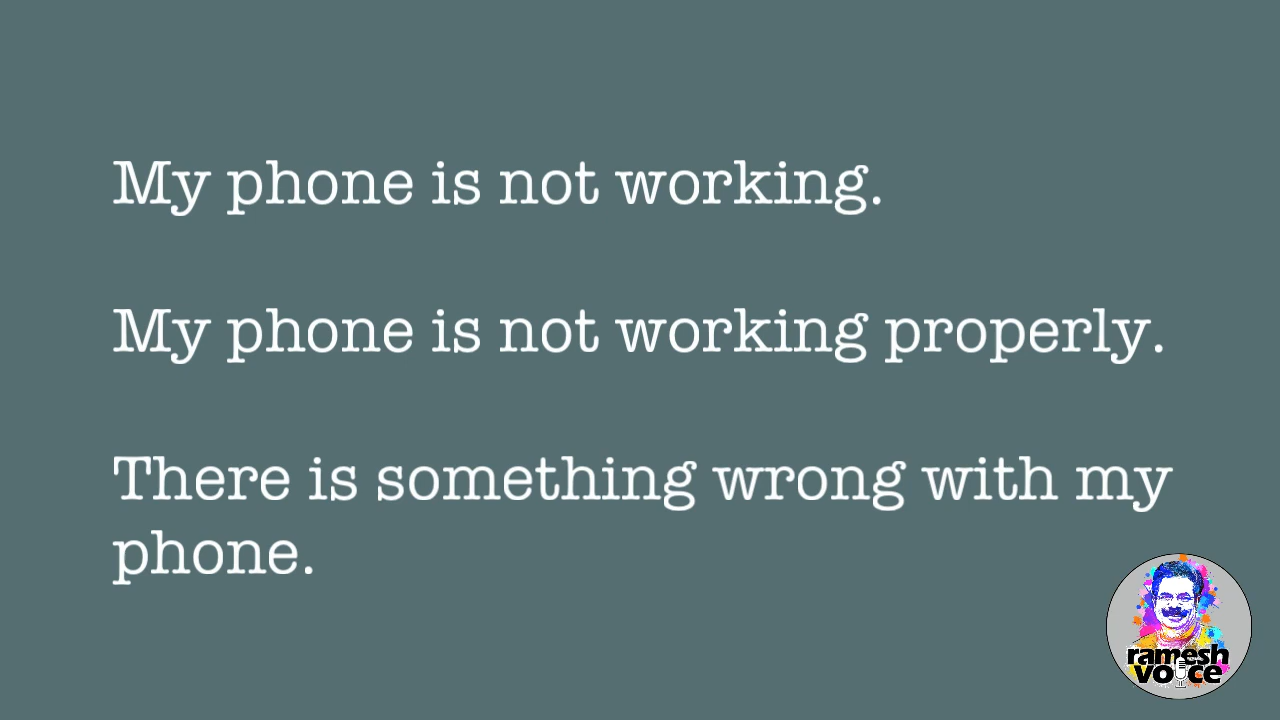 My phone is not working.
My phone is not working properly.
There is something wrong with my
phone.
ramesh
voice